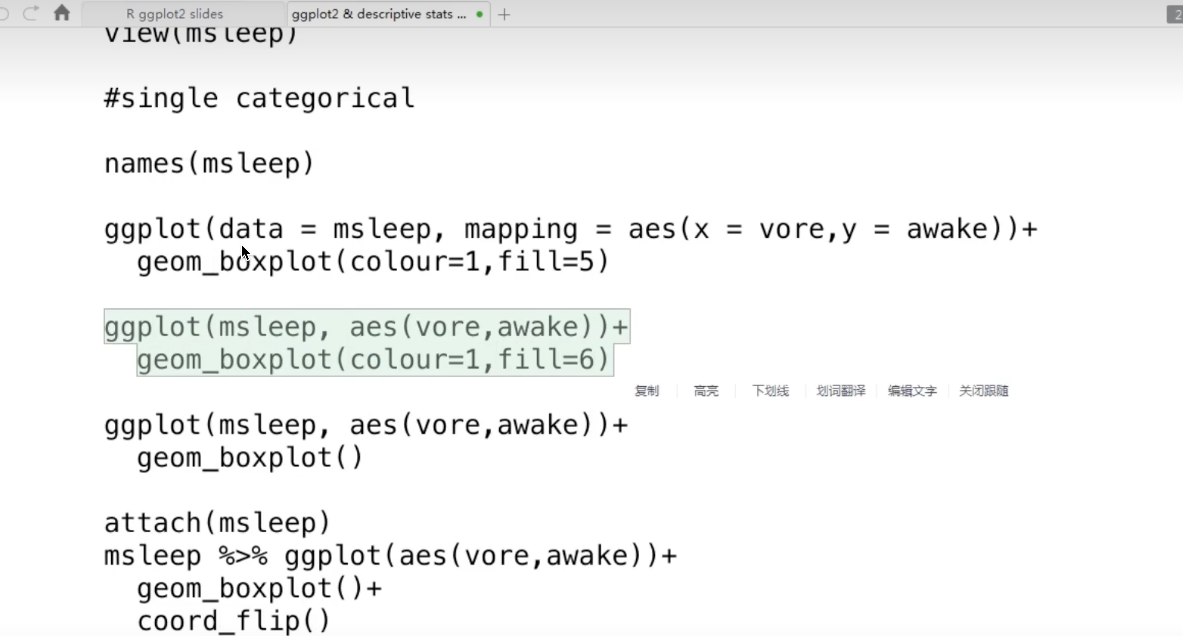 R ggplot2 slides
ggplot2 & descriptive stats ...
2
view(msleep)
#single categorical
names(msleep)
ggplot(data = msleep, mapping = aes(x = vore,y = awake))+
geom_boxplot(colour=1,fill=5)
ggplot(msleep, aes(vore,awake))+
geom_boxplot(colour=1,fill=6)
复制 高亮 下划线 划词翻译 编辑文字 关闭跟随
ggplot(msleep, aes(vore,awake))+
geom_boxplot()
attach(msleep)
msleep %>% ggplot(aes(vore,awake))+
geom_boxplot()+
coord_flip()